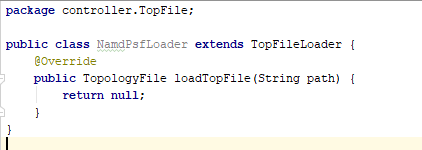 package controller.TopFile;
public class NamdPsfLoader extends TopFileLoader {
@Override
public TopologyFile loadTopFile(String path) {
return null;
}
}